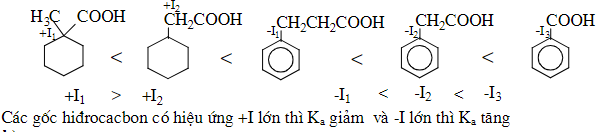 H₃C COOH +I₂ CH₂COOH CH₂CH₂COOH CH₂COOH COOH
+I₁ -I₁ -I₂ -I₃
< < < <
+I₁ > +I₂ -I₁ < -I₂ < -I₃
Các gốc hiđrocacbon có hiệu ứng +I lớn thì Kₐ giảm và -I lớn thì Kₐ tăng